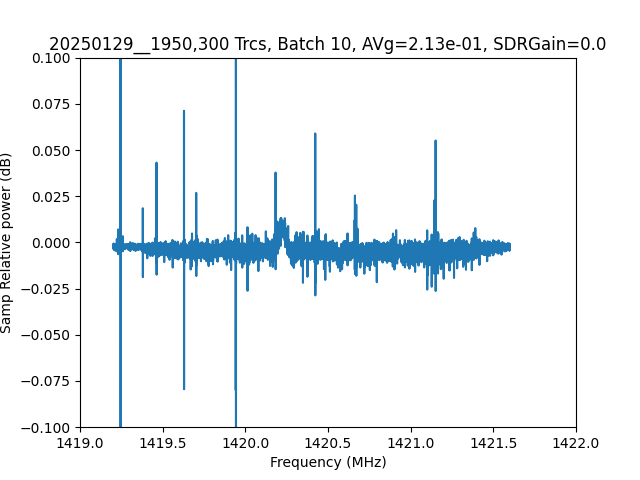 20250129__1950,300 Trcs, Batch 10, AVg=2.13e-01, SDRGain=0.0
0.100
0.075
0.050
0.025
0.000
−0.025
−0.050
−0.075
−0.100
Samp Relative power (dB)
1419.0 1419.5 1420.0 1420.5 1421.0 1421.5 1422.0
Frequency (MHz)